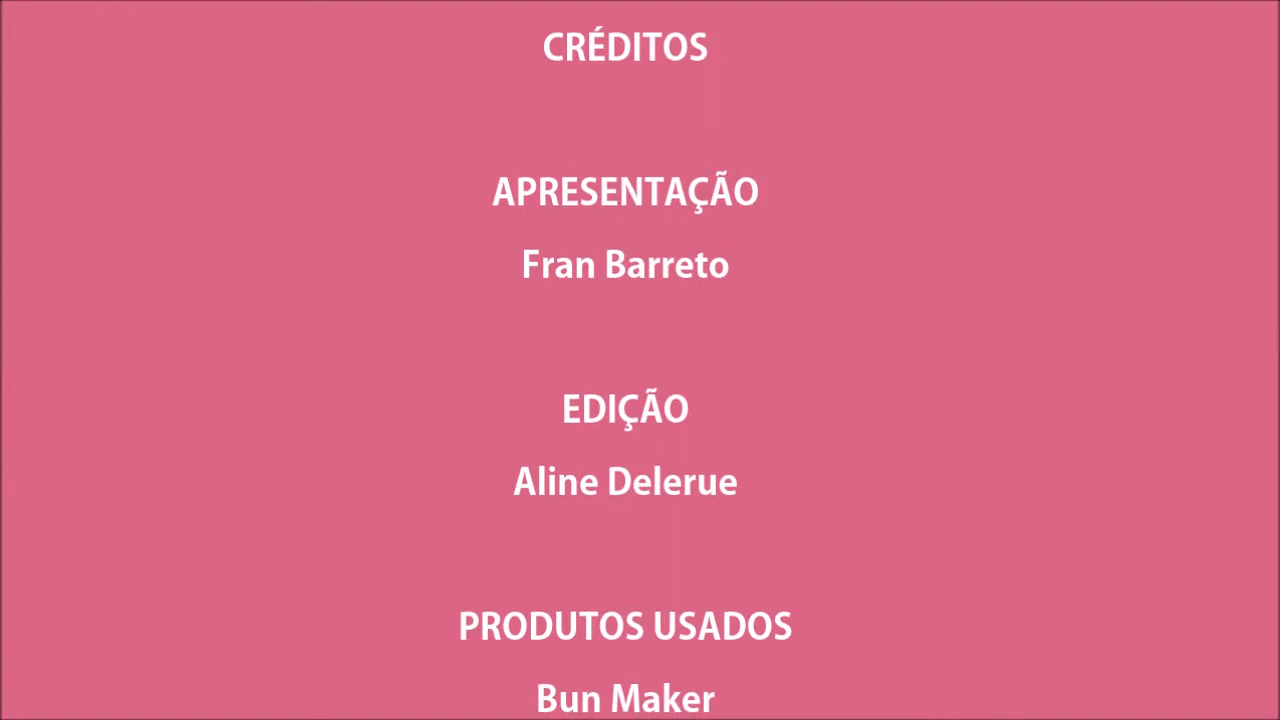 CRÉDITOS
APRESENTAÇÃO
Fran Barreto
EDIÇÃO
Aline Delerue
PRODUTOS USADOS
Bun Maker